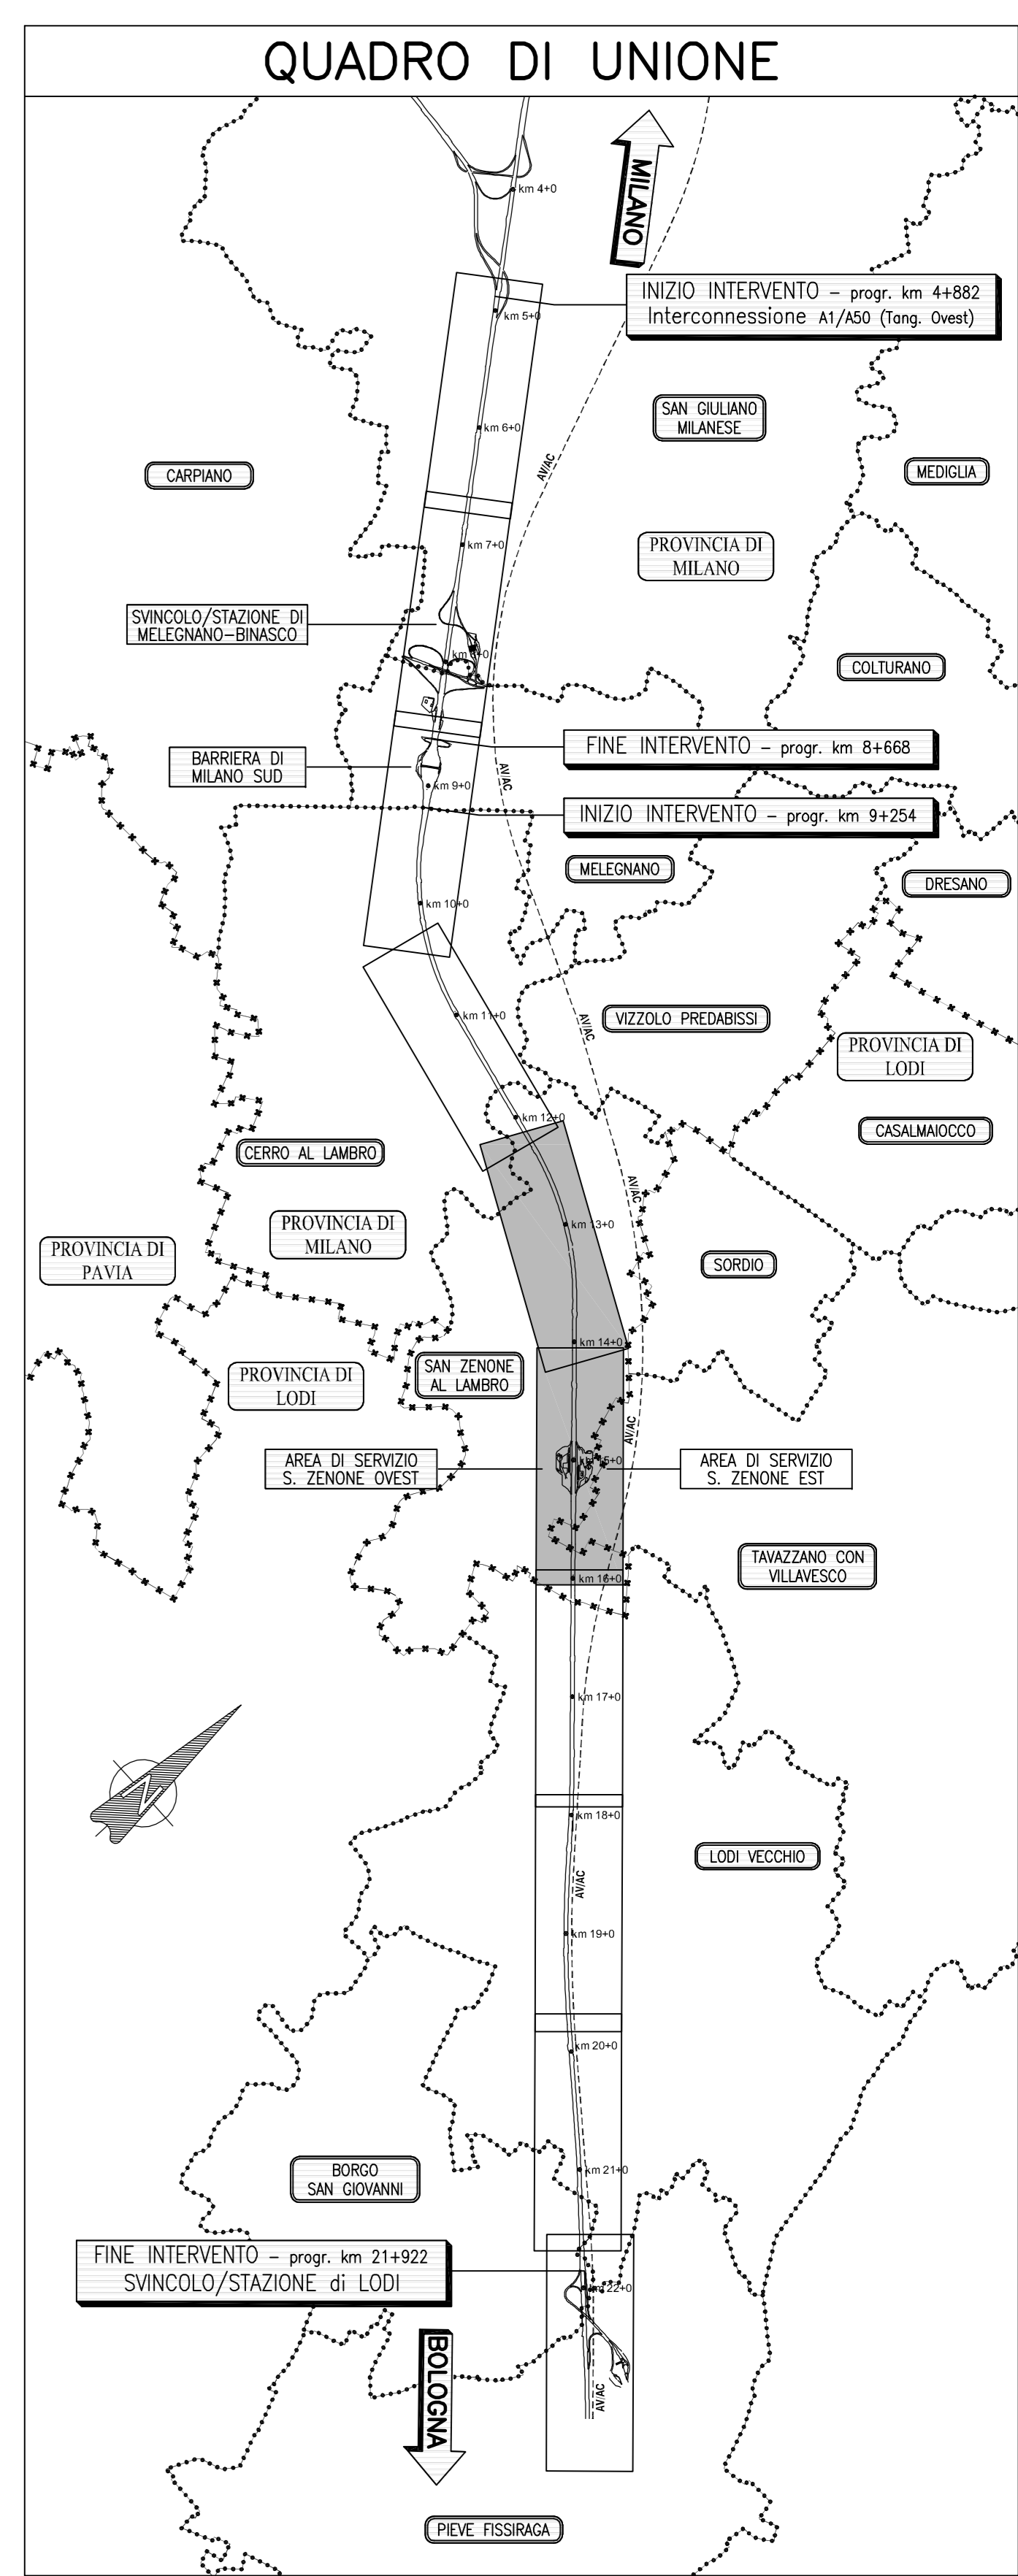 QUADRO DI UNIONE
km 4+0
MILANO
INIZIO INTERVENTO - progr. km 4+882
Interconnessione A1/A50 (Tang. Ovest)
km 5+0
SAN GIULIANO
MILANESE
km 6+0
AV/AC
CARPIANO
MEDIGLIA
PROVINCIA DI
MILANO
km 7+0
SVINCOLO/STAZIONE DI
MELEGNANO-BINASCO
COLTURANO
FINE INTERVENTO - progr. km 8+668
BARRIERA DI
MILANO SUD
AV/AC
km 9+0
INIZIO INTERVENTO - progr. km 9+254
MELEGNANO
DRESANO
km 10+0
km 11+0
VIZZOLO PREDABISSI
AV/AC
PROVINCIA DI
LODI
km 12+0
CASALMAIOCCO
CERRO AL LAMBRO
AV/AC
PROVINCIA DI
MILANO
km 13+0
PROVINCIA DI
PAVIA
SORDIO
km 14+0
PROVINCIA DI
LODI
SAN ZENONE
AL LAMBRO
AV/AC
AREA DI SERVIZIO
S. ZENONE OVEST
km 15+0
AREA DI SERVIZIO
S. ZENONE EST
TAVAZZANO CON
VILLAVESCO
km 16+0
km 17+0
N
km 18+0
LODI VECCHIO
AV/AC
km 19+0
km 20+0
km 21+0
BORGO
SAN GIOVANNI
FINE INTERVENTO - progr. km 21+922
SVINCOLO/STAZIONE di LODI
km 22+0
BOLOGNA
AV/AC
PIEVE FISSIRAGA